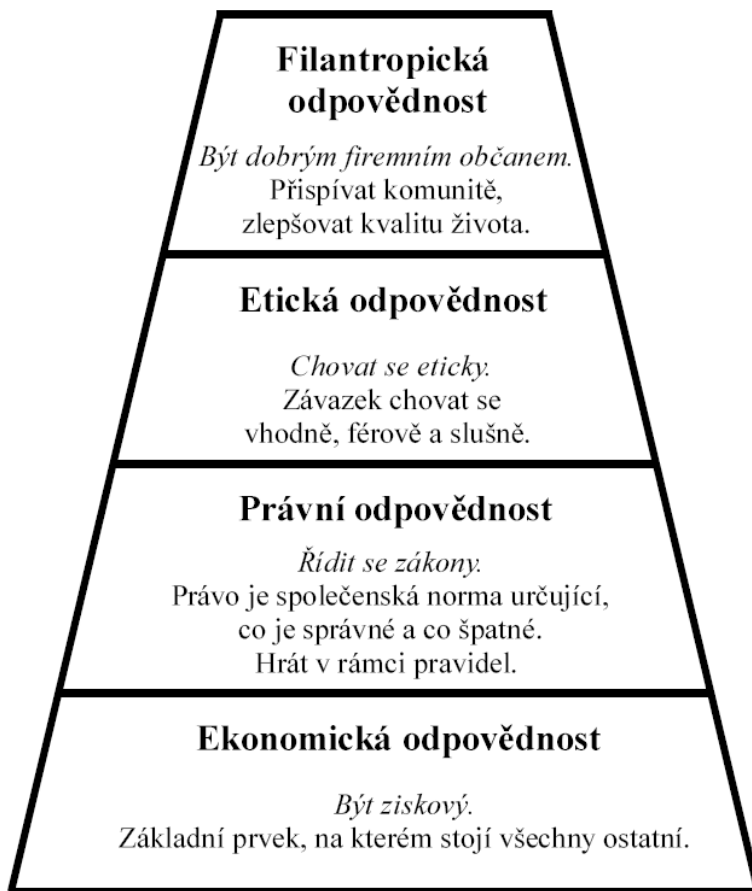 Filantropická
odpovědnost
Být dobrým firemním občanem.
Přispívat komunitě,
zlepšovat kvalitu života.
Etická odpovědnost
Chovat se eticky.
Závazek chovat se
vhodně, férově a slušně.
Právní odpovědnost
Řídit se zákony.
Právo je společenská norma určující,
co je správné a co špatné.
Hrát v rámci pravidel.
Ekonomická odpovědnost
Být ziskový.
Základní prvek, na kterém stojí všechny ostatní.